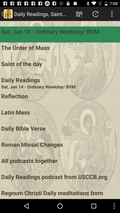 7:00
Daily Readings, Saint...
Sat, Jan 14 - Ordinary Weekday/ BVM
The Order of Mass
Saint of the day
Daily Readings
Sat, Jan 14 - Ordinary Weekday/ BVM
Reflection
Latin Mass
Daily Bible Verse
Roman Missal Changes
All podcasts together
Daily Readings podcast from USCCB.org
Regnum Christi Daily meditations from